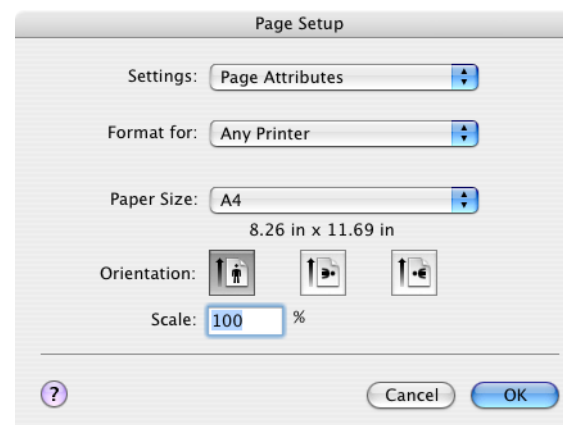 Page Setup
Settings: Page Attributes
Format for: Any Printer
Paper Size: A4
8.26 in x 11.69 in
Orientation:
Scale: 100 %
? Cancel OK